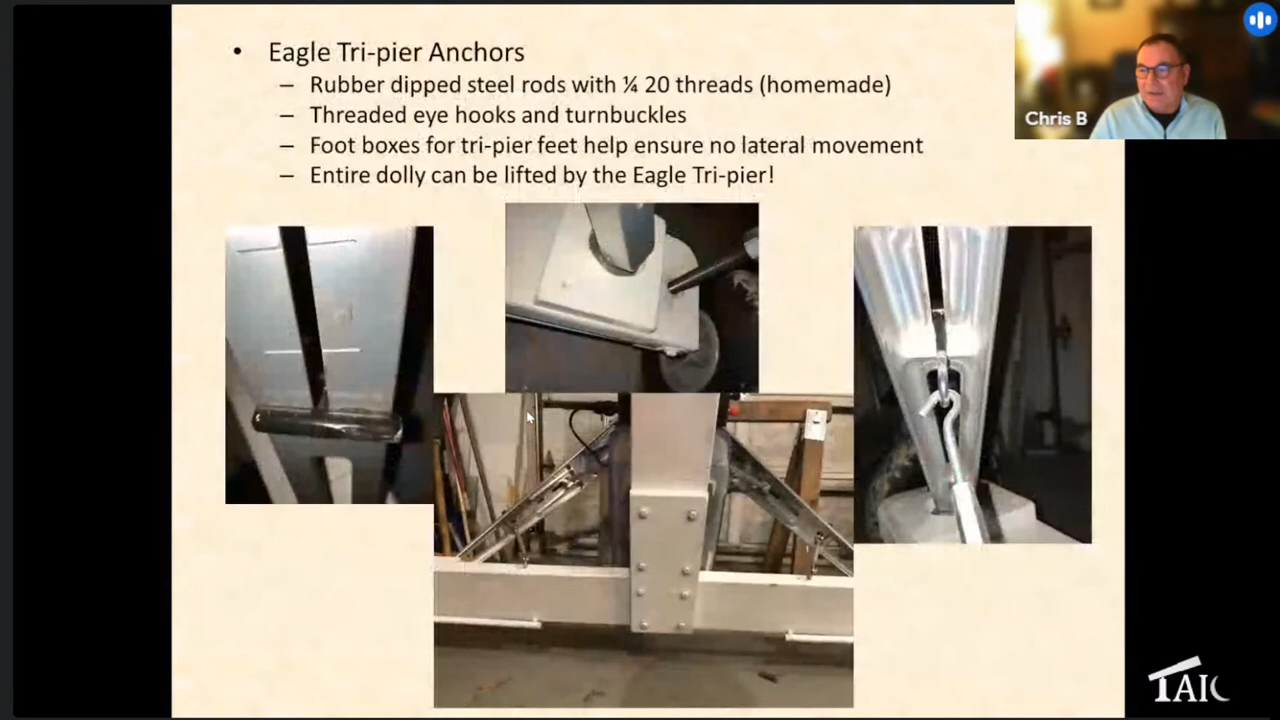 • Eagle Tri-pier Anchors
– Rubber dipped steel rods with ¼ 20 threads (homemade)
– Threaded eye hooks and turnbuckles
– Foot boxes for tri-pier feet help ensure no lateral movement
– Entire dolly can be lifted by the Eagle Tri-pier!
Chris B
TAIC